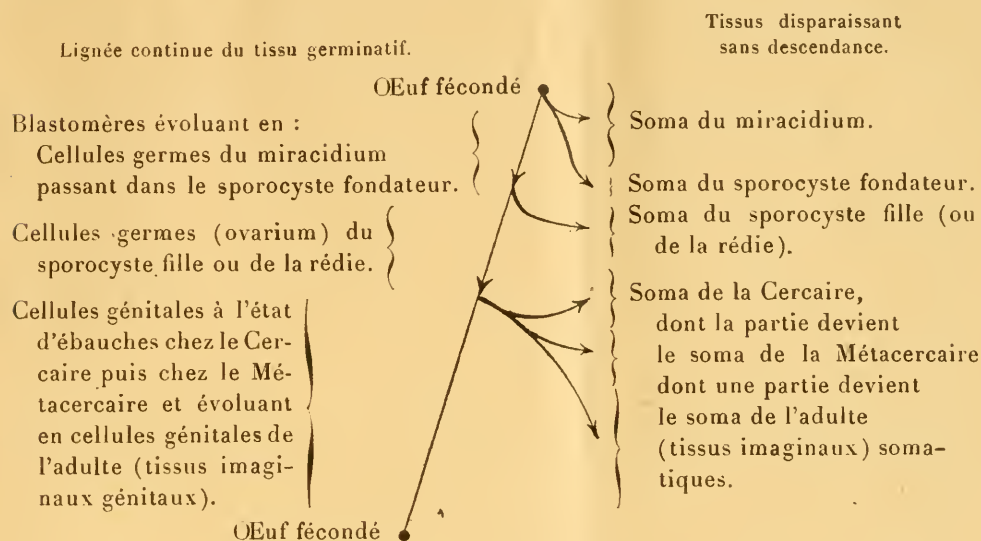 Lignée continue du tissu germinatif.
Tissus disparaissant
sans descendance.
Œuf fécondé
Blastomères évoluant en :
Cellules germes du miracidium
passant dans le sporocyste fondateur.
Cellules germes (ovarium) du
sporocyste fille ou de la rédie.
Cellules génitales à l'état
d'ébauches chez le Cer-
caire puis chez le Mé-
tacercaire et évoluant
en cellules génitales de
l'adulte (tissus imagi-
naux génitaux).
Œuf fécondé
Soma du miracidium.
Soma du sporocyste fondateur.
Soma du sporocyste fille (ou
de la rédie).
Soma de la Cercaire,
dont la partie devient
le soma de la Métacercaire
dont une partie devient
le soma de l'adulte
(tissus imaginaux) soma-
tiques.